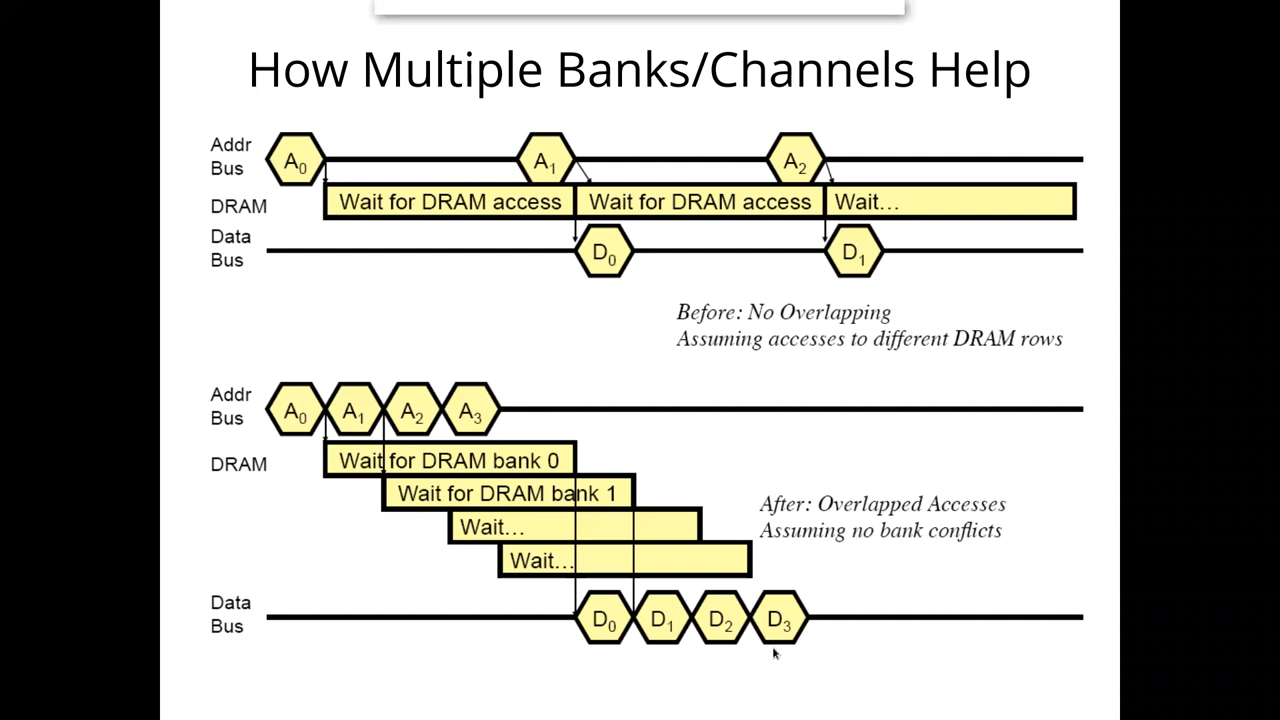 How Multiple Banks/Channels Help
Addr
Bus
A0
A1
A2
DRAM
Wait for DRAM access
Wait for DRAM access
Wait...
Data
Bus
D0
D1
Before: No Overlapping
Assuming accesses to different DRAM rows
Addr
Bus
A0
A1
A2
A3
DRAM
Wait for DRAM bank 0
Wait for DRAM bank 1
Wait...
Wait...
After: Overlapped Accesses
Assuming no bank conflicts
Data
Bus
D0
D1
D2
D3